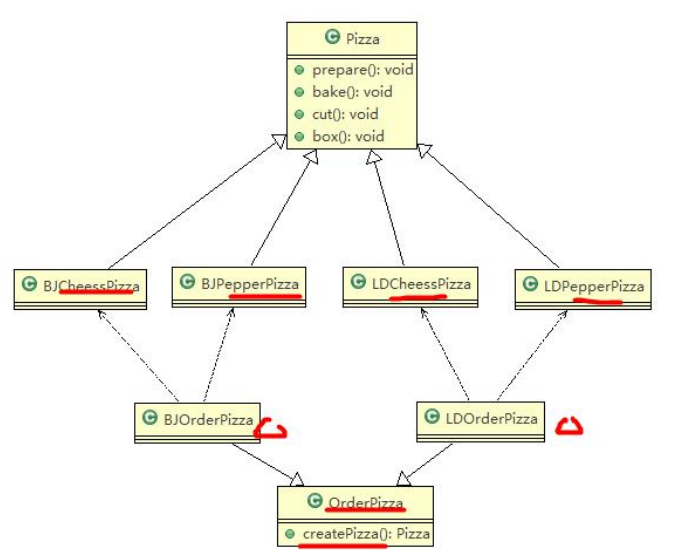 Pizza
prepare(): void
bake(): void
cut(): void
box(): void
BJCheessPizza
BJPepperPizza
LDCheessPizza
LDPepperPizza
BJOrderPizza
LDOrderPizza
OrderPizza
createPizza(): Pizza